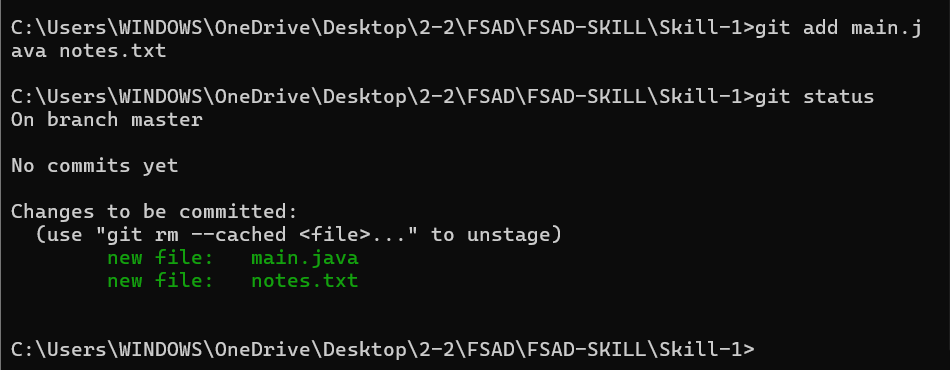 C:\Users\WINDOWS\OneDrive\Desktop\2-2\FSAD\FSAD-SKILL\Skill-1>git add main.j
ava notes.txt
C:\Users\WINDOWS\OneDrive\Desktop\2-2\FSAD\FSAD-SKILL\Skill-1>git status
On branch master
No commits yet
Changes to be committed:
  (use "git rm --cached <file>..." to unstage)
        new file:   main.java
        new file:   notes.txt
C:\Users\WINDOWS\OneDrive\Desktop\2-2\FSAD\FSAD-SKILL\Skill-1>